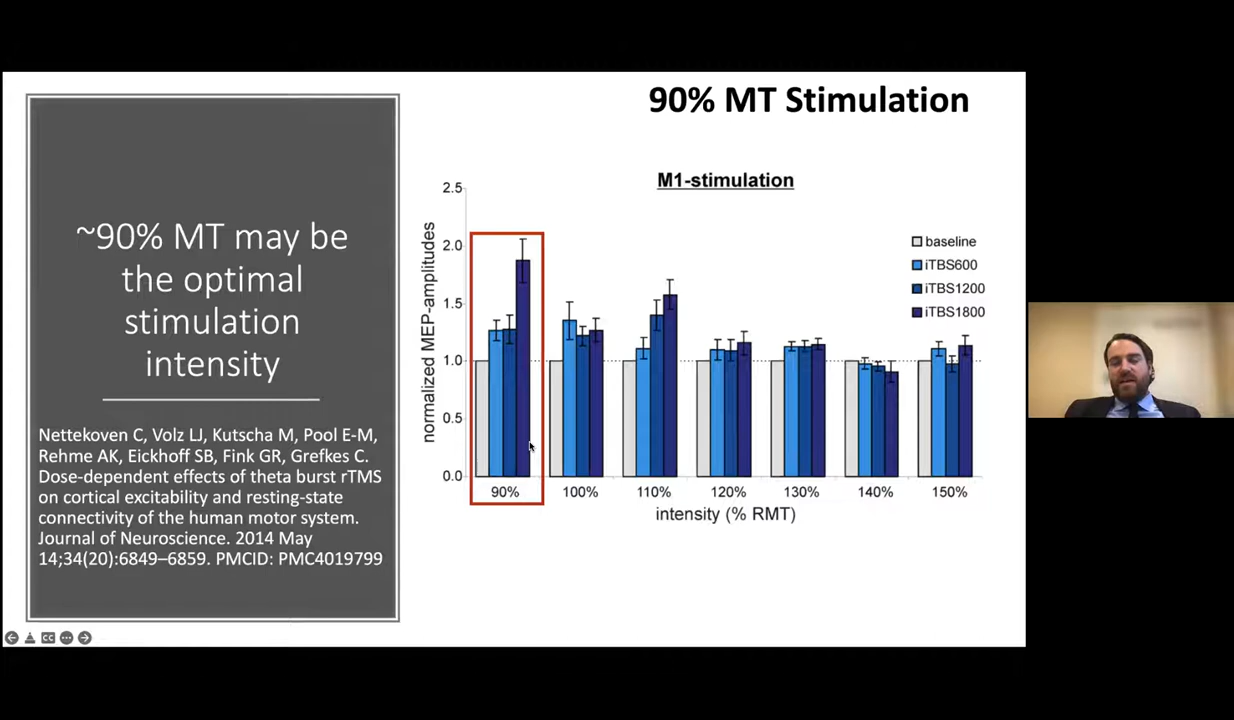 90% MT Stimulation
~90% MT may be
the optimal
stimulation
intensity
Nettekoven C, Volz LJ, Kutscha M, Pool E-M,
Rehme AK, Eickhoff SB, Fink GR, Grefkes C.
Dose-dependent effects of theta burst rTMS
on cortical excitability and resting-state
connectivity of the human motor system.
Journal of Neuroscience. 2014 May
14;34(20):6849–6859. PMCID: PMC4019799
M1-stimulation
normalized MEP-amplitudes
2.5
2.0
1.5
1.0
0.5
0.0
baseline
iTBS600
iTBS1200
iTBS1800
90% 100% 110% 120% 130% 140% 150%
intensity (% RMT)
CC